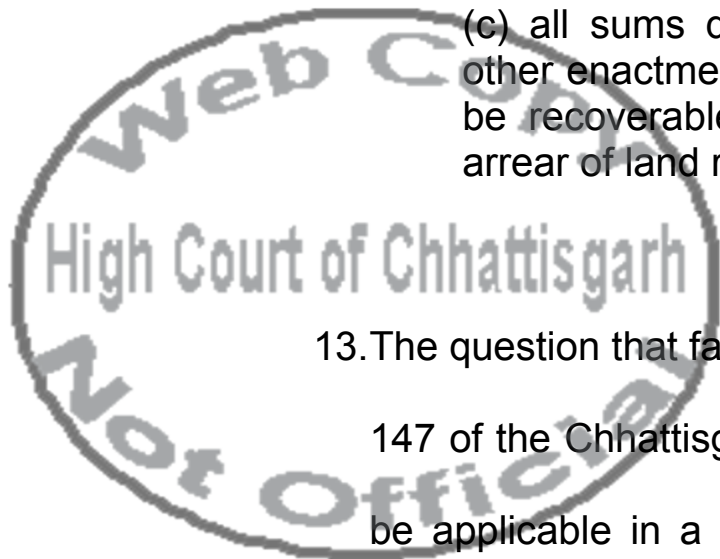 (c) all sums
other enactme
be recoverable
arrear of land
Web Copy
High Court of Chhattisgarh
Not Official
13.The question that fa
147 of the Chhattisg
be applicable in a